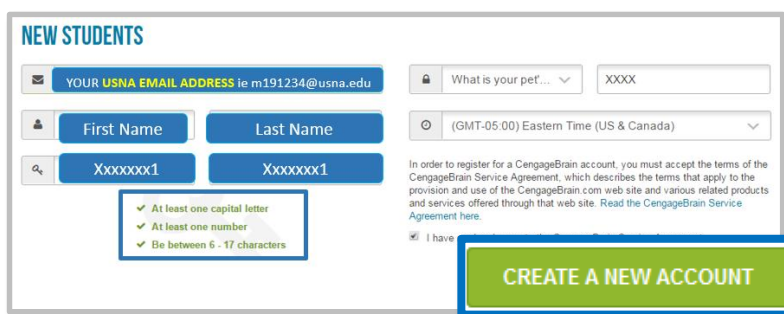 NEW STUDENTS
YOUR USNA EMAIL ADDRESS ie m191234@usna.edu
First Name
Last Name
Xxxxxxx1
Xxxxxxx1
At least one capital letter
At least one number
Be between 6 - 17 characters
What is your pet'...
XXXX
(GMT-05:00) Eastern Time (US & Canada)
In order to register for a CengageBrain account, you must accept the terms of the
CengageBrain Service Agreement, which describes the terms that apply to the
provision and use of the CengageBrain.com web site and various related products
and services offered through that web site. Read the CengageBrain Service
Agreement here.
I have
CREATE A NEW ACCOUNT